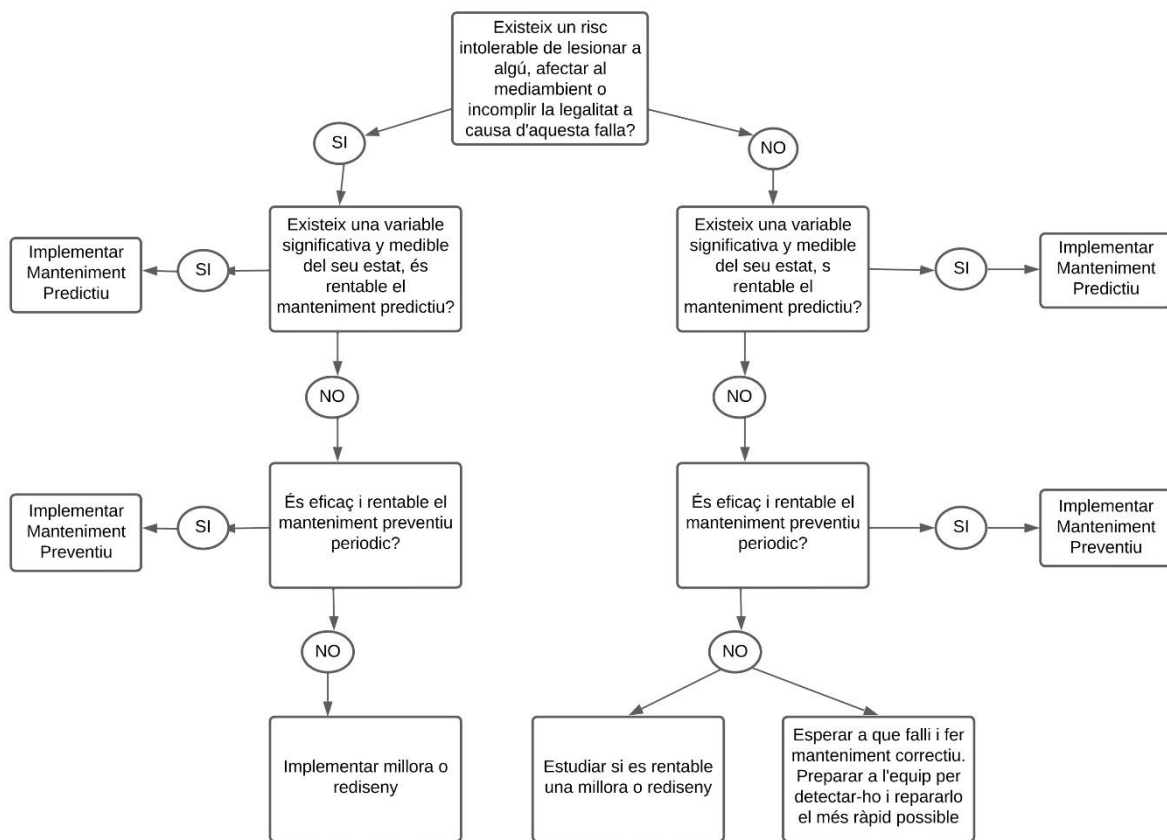 Existeix un risc
intolerable de lesionar a
algú, afectar al
mediambient o
incomplir la legalitat a
causa d'aquesta falla?
SI
NO
Existeix una variable
significativa y medible
del seu estat, és
rentable el
manteniment predictiu?
SI
Implementar
Manteniment
Predictiu
Existeix una variable
significativa y medible
del seu estat, s
rentable el
manteniment predictiu?
SI
Implementar
Manteniment
Predictiu
NO
NO
És eficaç i rentable el
manteniment preventiu
periodic?
SI
Implementar
Manteniment
Preventiu
És eficaç i rentable el
manteniment preventiu
periodic?
SI
Implementar
Manteniment
Preventiu
NO
NO
Implementar millora o
rediseny
Estudiar si es rentable
una millora o rediseny
Esperar a que falli i fer
manteniment correctiu.
Preparar a l'equip per
detectar-ho i repararlo
el més ràpid possible